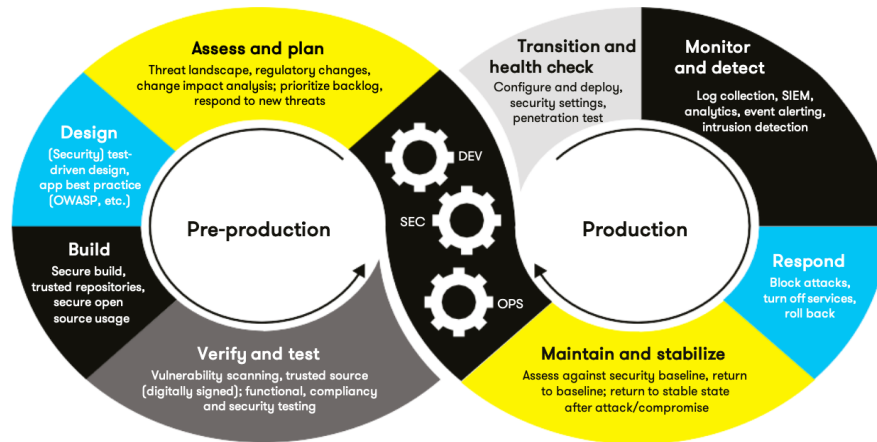 Assess and plan
Threat landscape, regulatory changes,
change impact analysis; prioritize backlog,
respond to new threats
Design
(Security) test-
driven design,
app best practice
(OWASP, etc.)
Build
Secure build,
trusted repositories,
secure open
source usage
Verify and test
Vulnerability scanning, trusted source
(digitally signed); functional, compliancy
and security testing
Pre-production
DEV
SEC
OPS
Transition and
health check
Configure and deploy,
security settings,
penetration test
Monitor
and detect
Log collection, SIEM,
analytics, event alerting,
intrusion detection
Production
Respond
Block attacks,
turn off services,
roll back
Maintain and stabilize
Assess against security baseline, return
to baseline; return to stable state
after attack/compromise